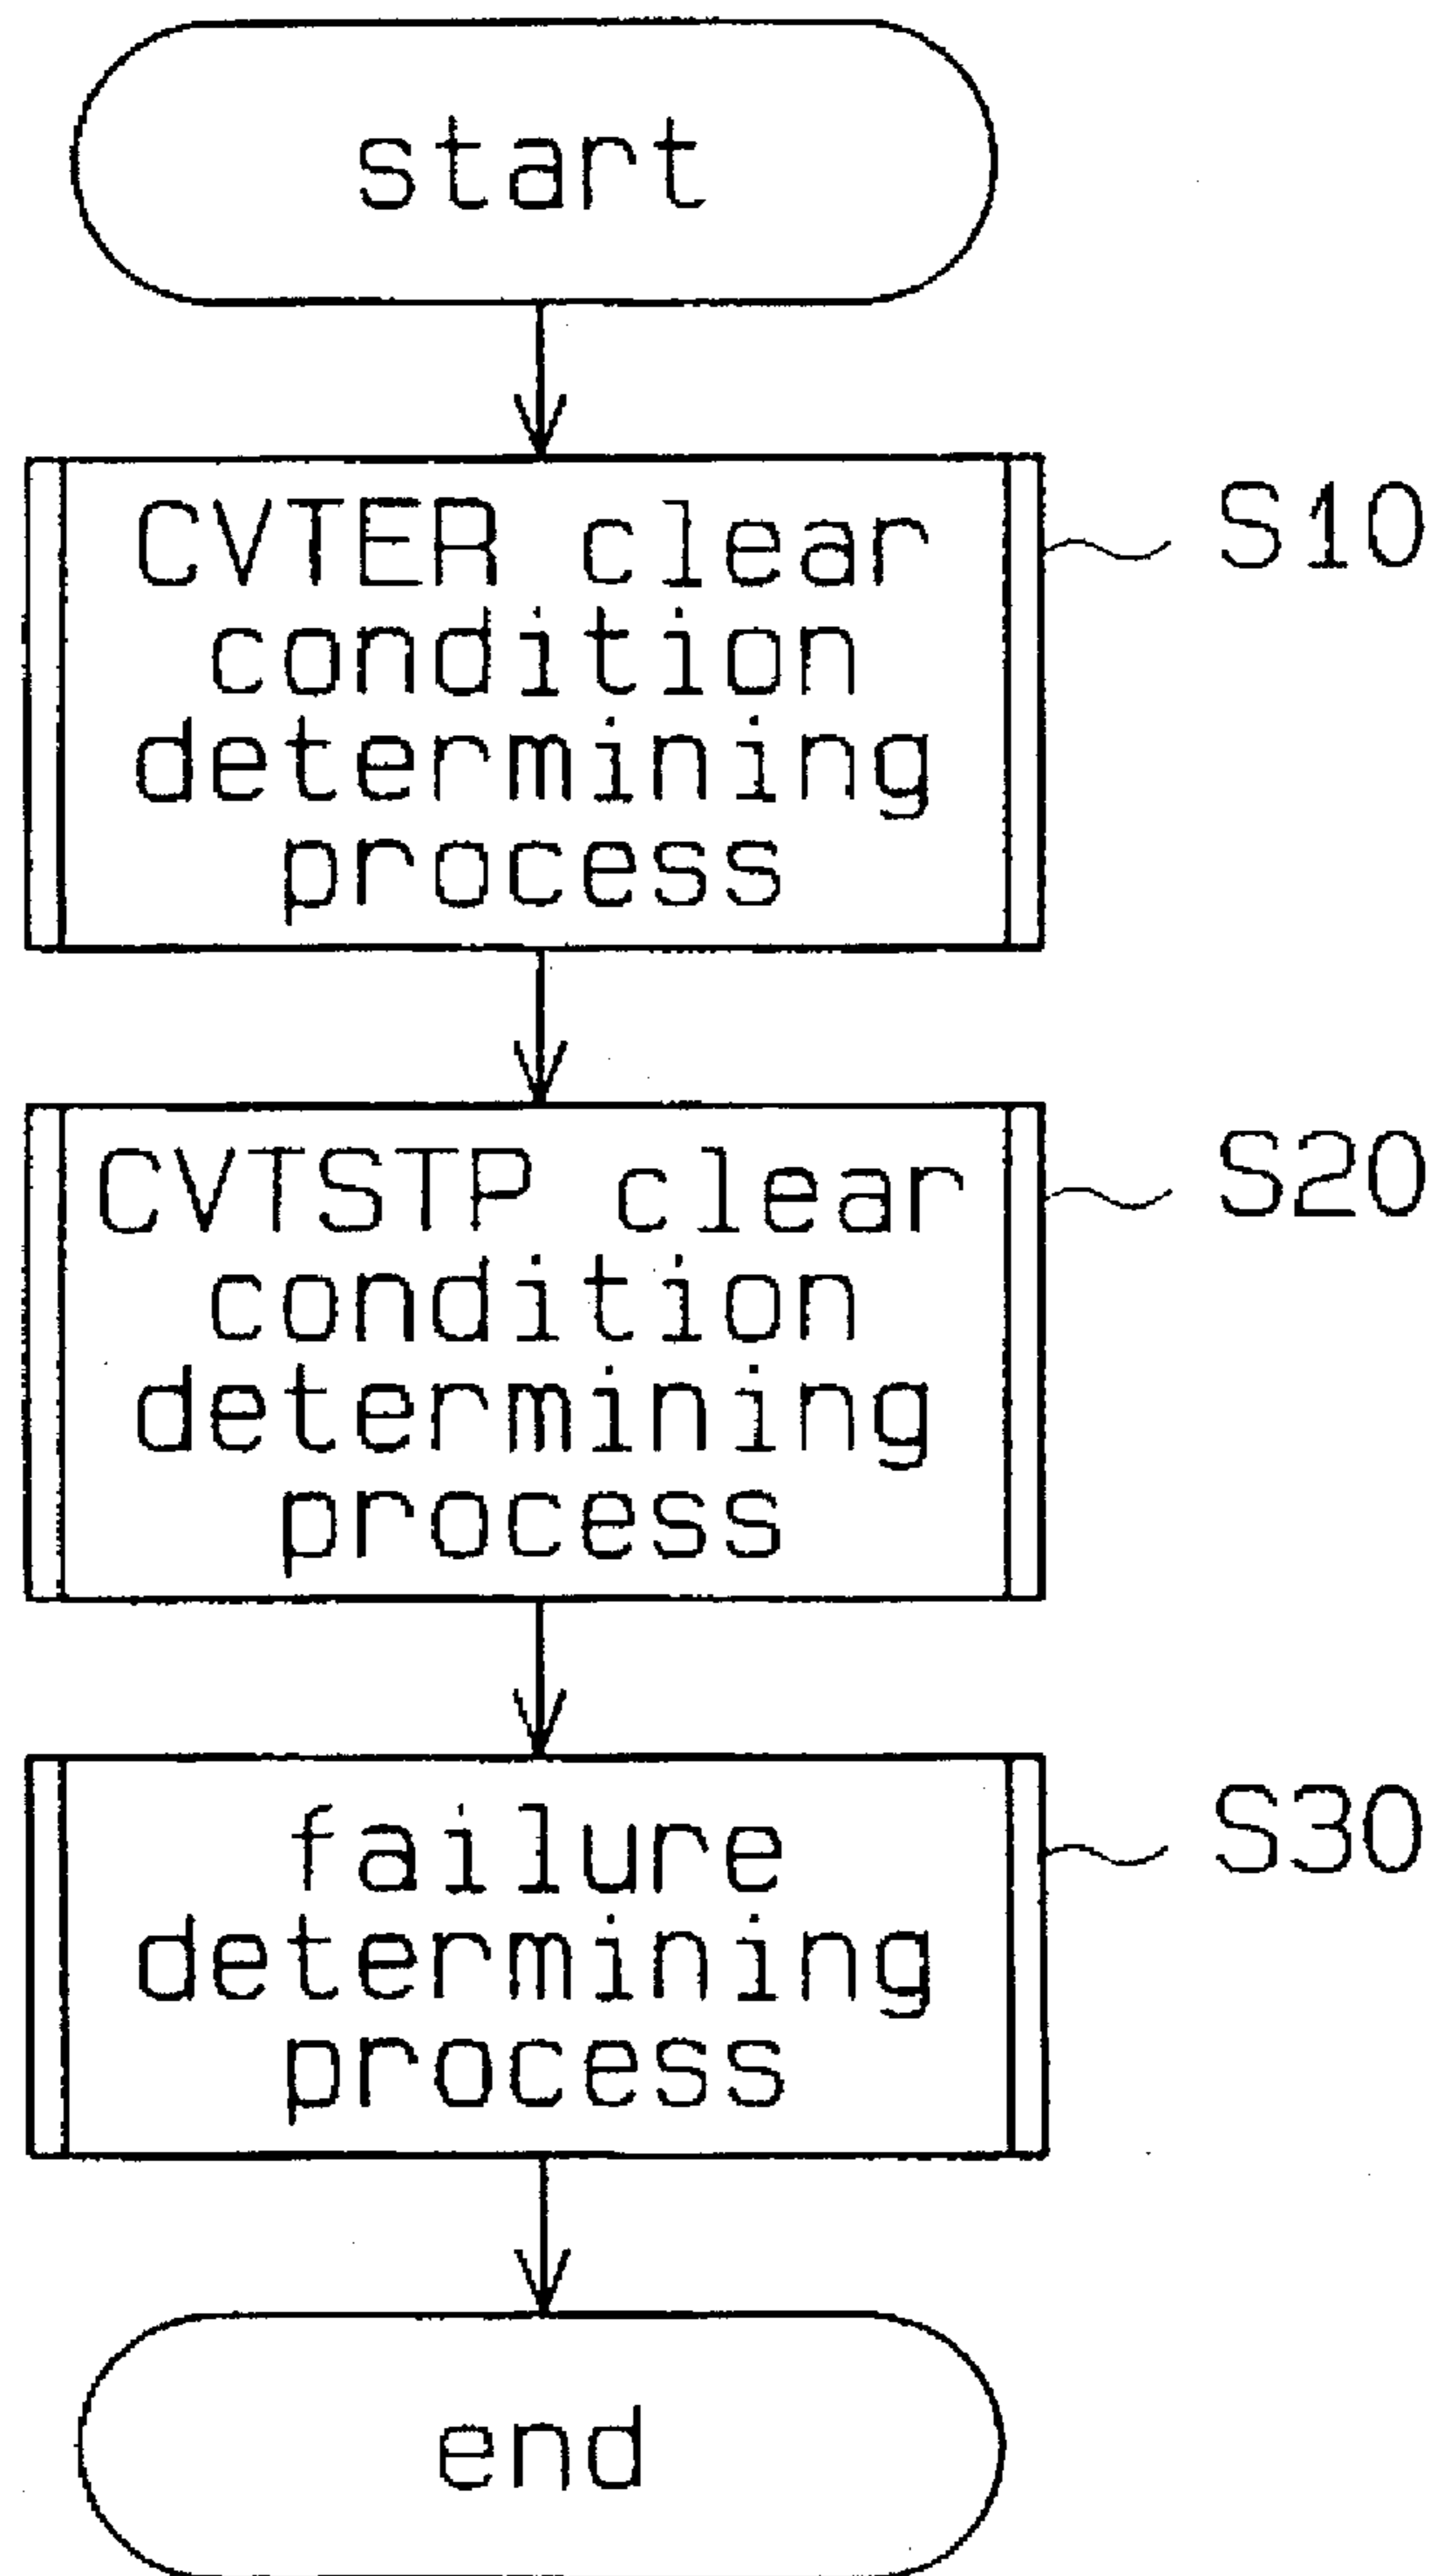 start
CVTER clear
condition
determining
process
S10
CVTSTP clear
condition
determining
process
S20
failure
determining
process
S30
end